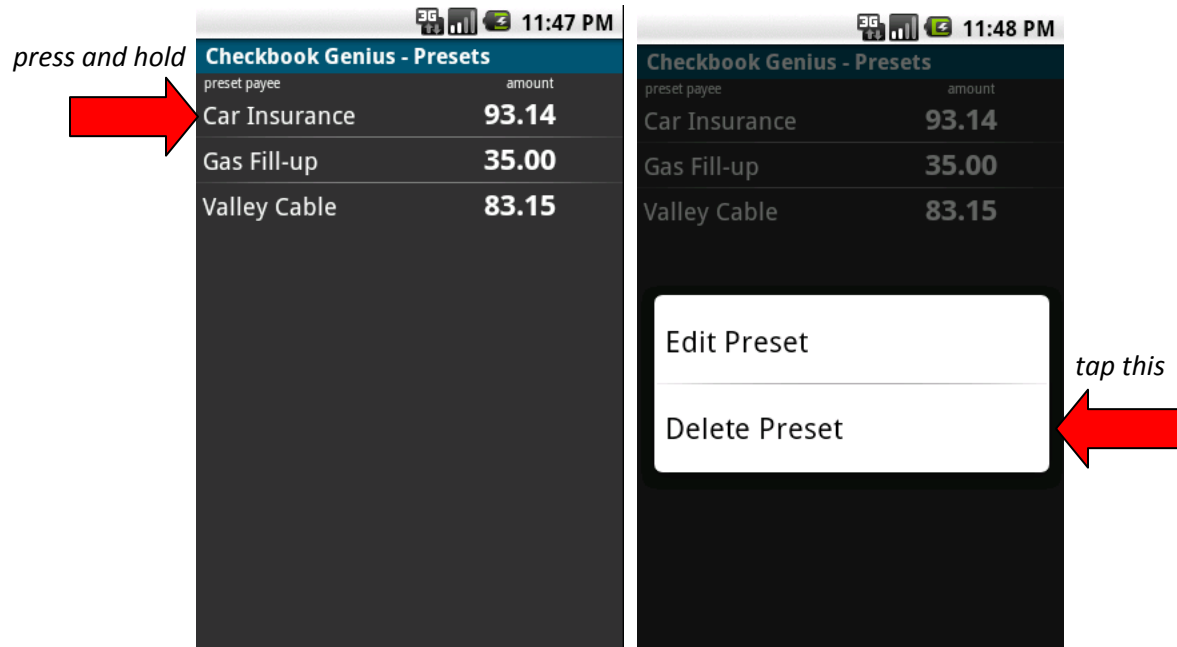 press and hold
3G 11:47 PM
Checkbook Genius - Presets
preset payee amount
Car Insurance 93.14
Gas Fill-up 35.00
Valley Cable 83.15
3G 11:48 PM
Checkbook Genius - Presets
preset payee amount
Car Insurance 93.14
Gas Fill-up 35.00
Valley Cable 83.15
Edit Preset
Delete Preset
tap this